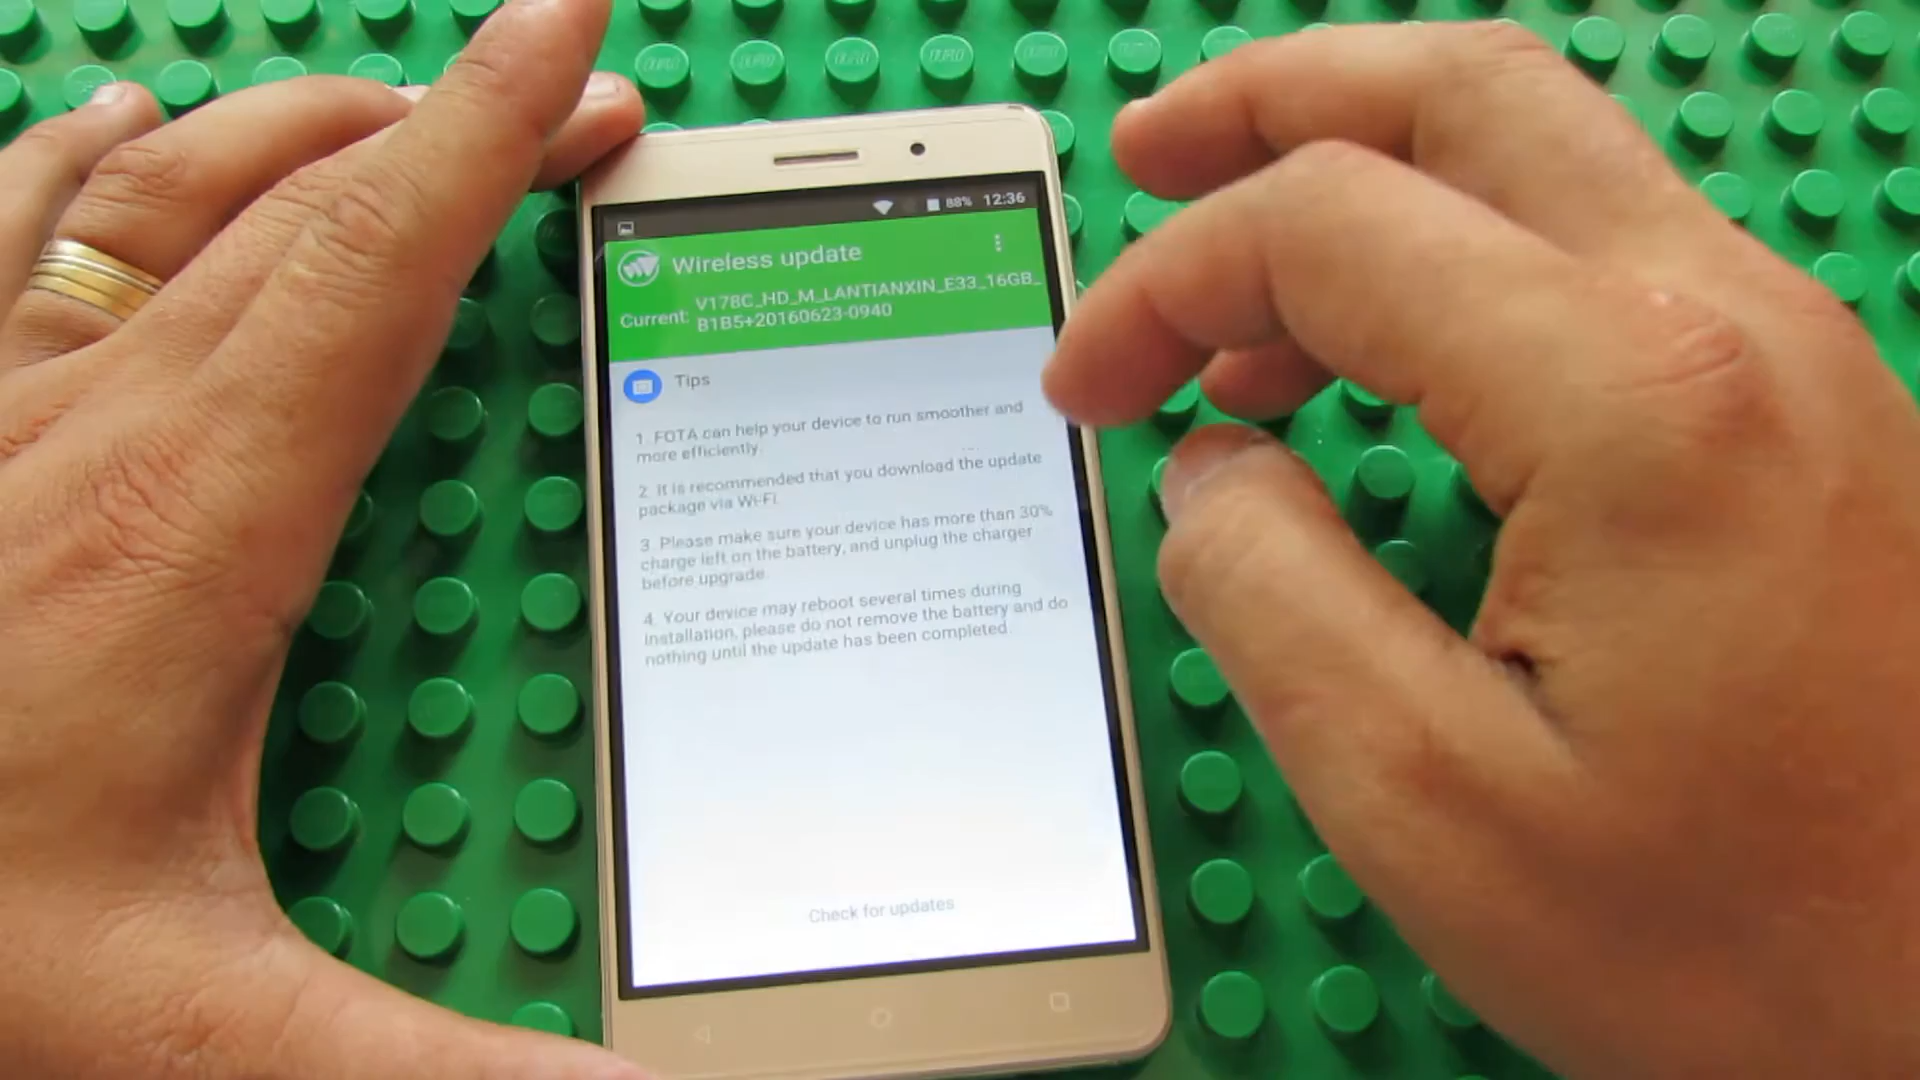 88% 12:36
Wireless update
Current: V178C_HD_M_LANTIANXIN_E33_16GB_
B1B5+20160623-0940
Tips
1. FOTA can help your device to run smoother and
more efficiently.
2. It is recommended that you download the update
package via Wi-Fi.
3. Please make sure your device has more than 30%
charge left on the battery, and unplug the charger
before upgrade.
4. Your device may reboot several times during
installation, please do not remove the battery and do
nothing until the update has been completed.
Check for updates